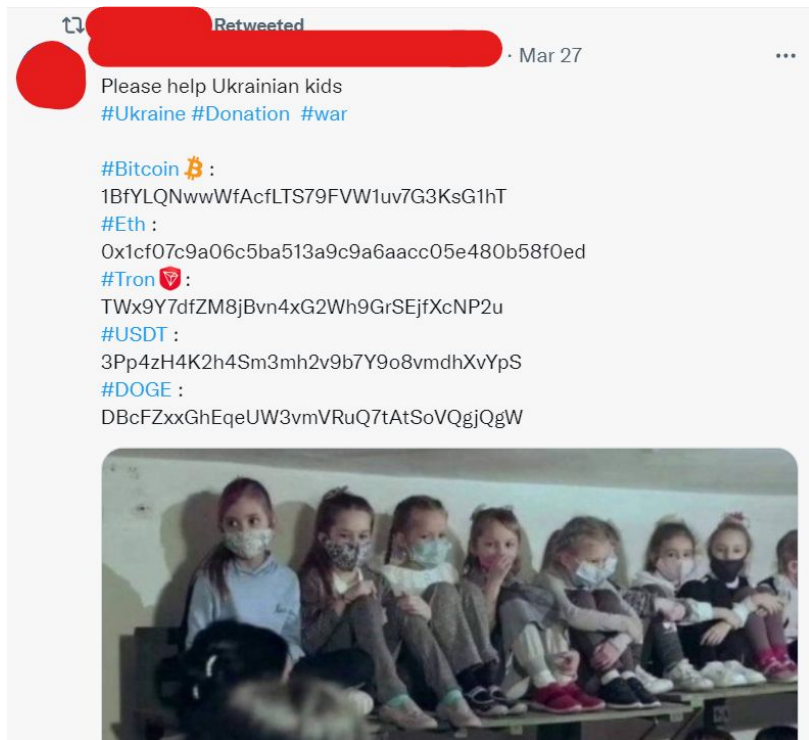 Retweeted
· Mar 27
Please help Ukrainian kids
#Ukraine #Donation #war
#Bitcoin :
1BfYLQNwwWfAcfLTS79FVW1uv7G3KsG1hT
#Eth :
0x1cf07c9a06c5ba513a9c9a6aacc05e480b58f0ed
#Tron :
TWx9Y7dfZM8jBvn4xG2Wh9GrSEjfXcNP2u
#USDT :
3Pp4zH4K2h4Sm3mh2v9b7Y9o8vmdhXvYpS
#DOGE :
DBcFZxxGhEqeUW3vmVRuQ7tAtSoVQgjQgW